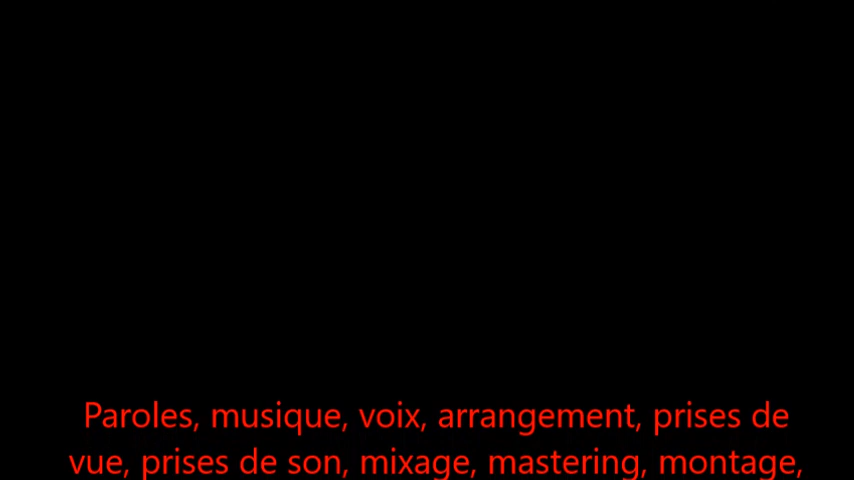 Paroles, musique, voix, arrangement, prises de
vue, prises de son, mixage, mastering, montage,